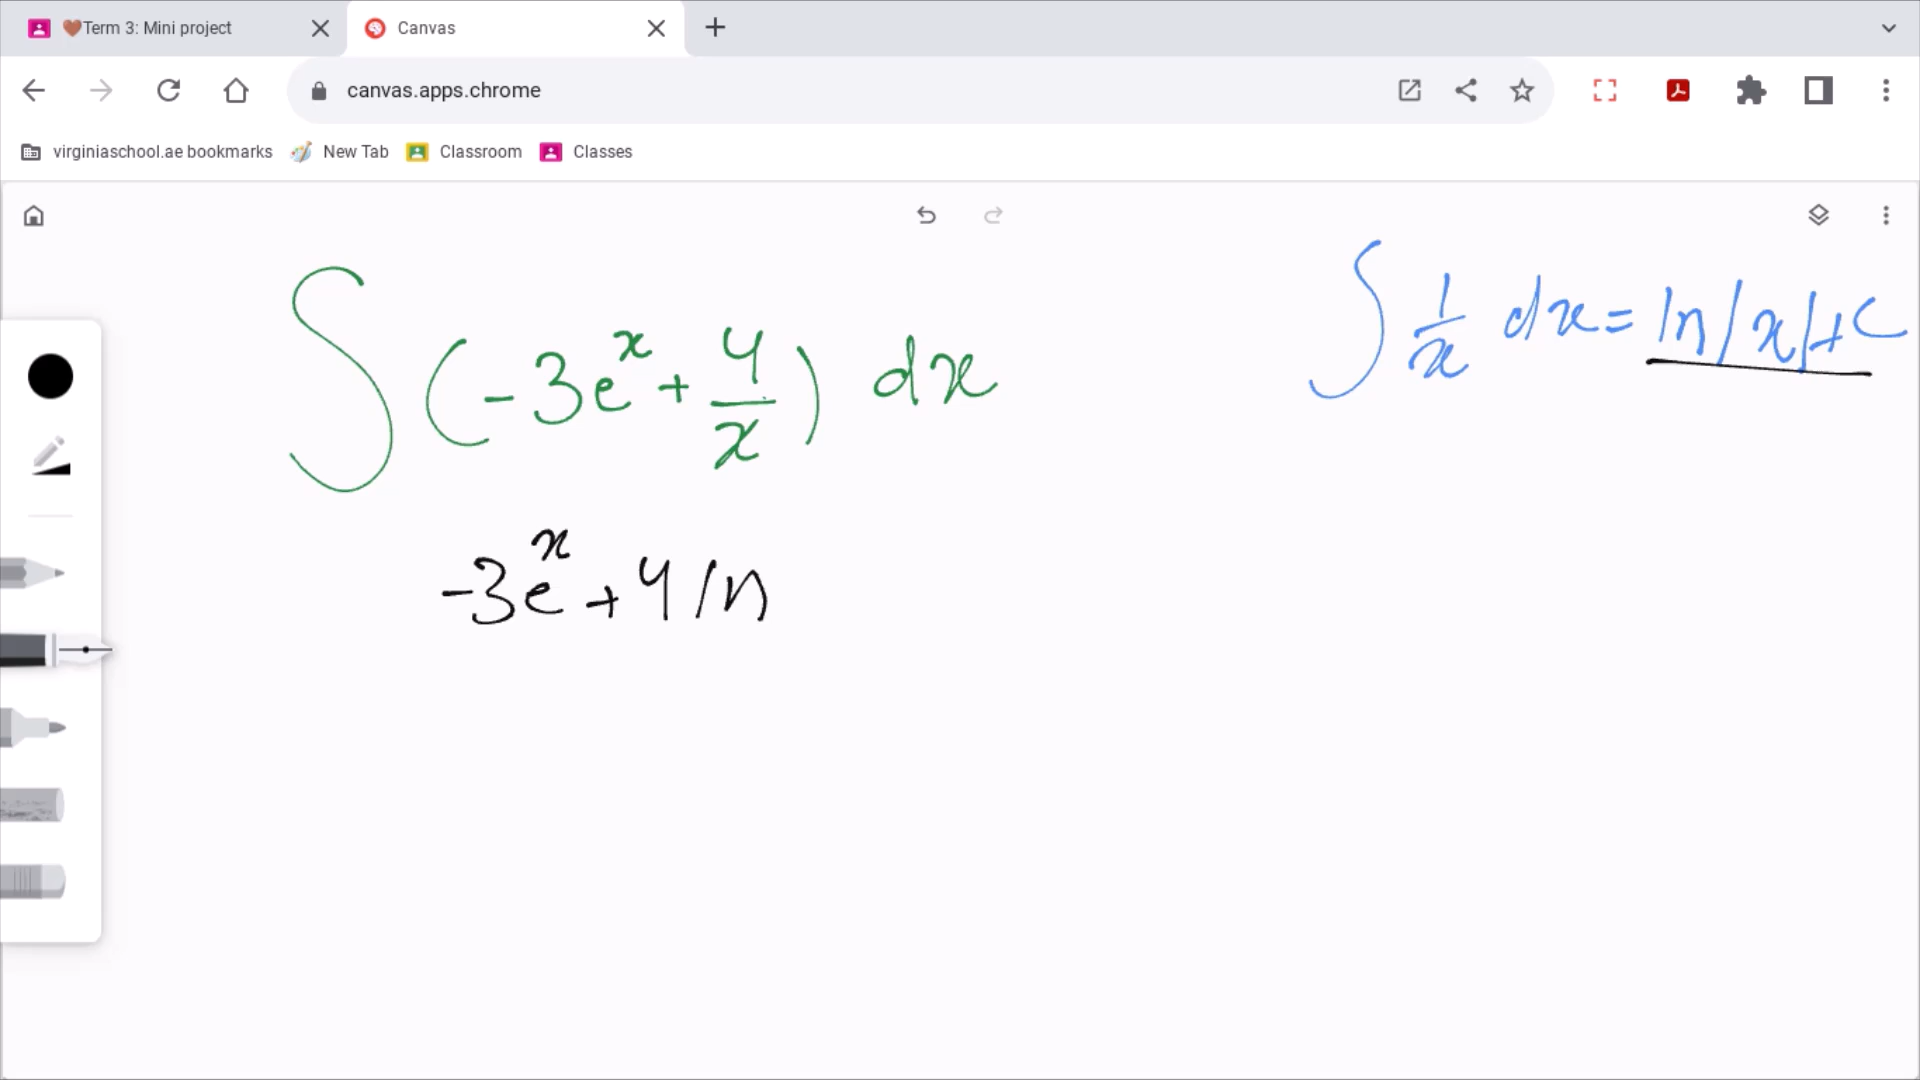 🤎Term 3: Mini project
Canvas
canvas.apps.chrome
virginiaschool.ae bookmarks New Tab Classroom Classes
∫ 1/x dx = ln|x|+C
∫ (-3e^x + 4/x) dx
-3e^x + 4 ln